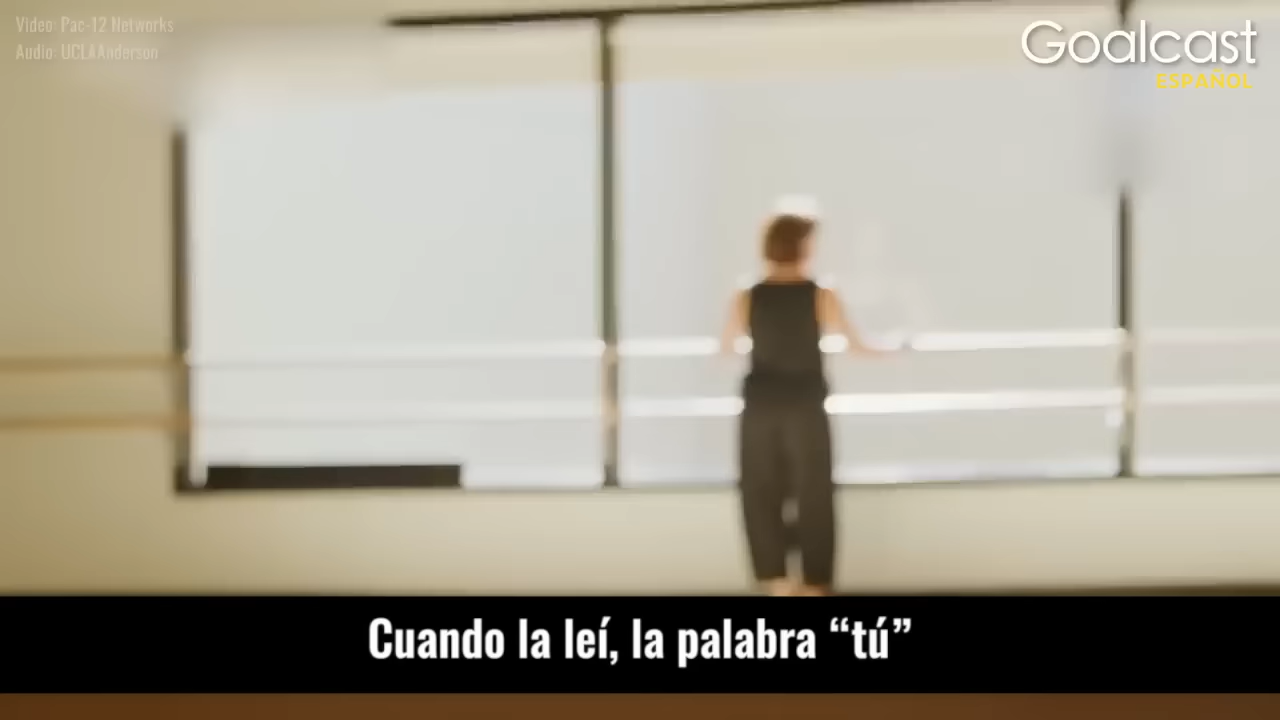 Video: Pac-12 Networks
Audio: UCLAAnderson
Goalcast
ESPAÑOL
Cuando la leí, la palabra “tú”